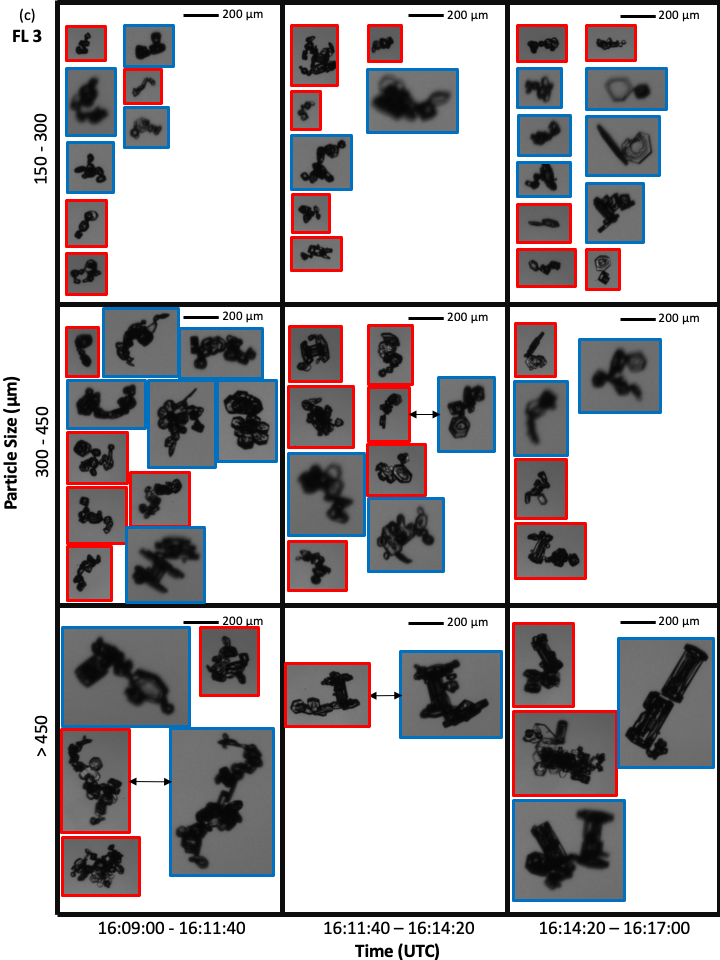 (c)
FL 3
200 µm
200 µm
200 µm
150 - 300
200 µm
200 µm
200 µm
300 - 450
Particle Size (µm)
200 µm
200 µm
200 µm
> 450
16:09:00 - 16:11:40
16:11:40 – 16:14:20
16:14:20 – 16:17:00
Time (UTC)